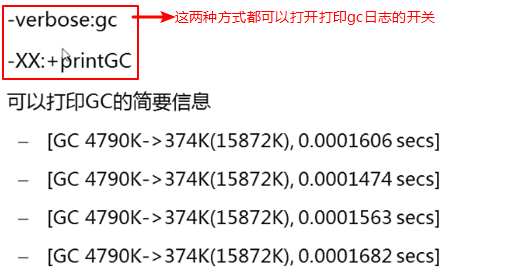 -verbose:gc
这两种方式都可以打开打印gc日志的开关
-XX:+printGC
可以打印GC的简要信息
– [GC 4790K->374K(15872K), 0.0001606 secs]
– [GC 4790K->374K(15872K), 0.0001474 secs]
– [GC 4790K->374K(15872K), 0.0001563 secs]
– [GC 4790K->374K(15872K), 0.0001682 secs]